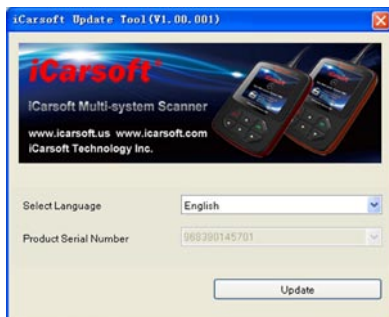 iCarsoft Update Tool(V1.00.001)
iCarsoft
iCarsoft Multi-system Scanner
www.icarsoft.us www.icarsoft.com
iCarsoft Technology Inc.
Select Language English
Product Serial Number 968390145701
Update